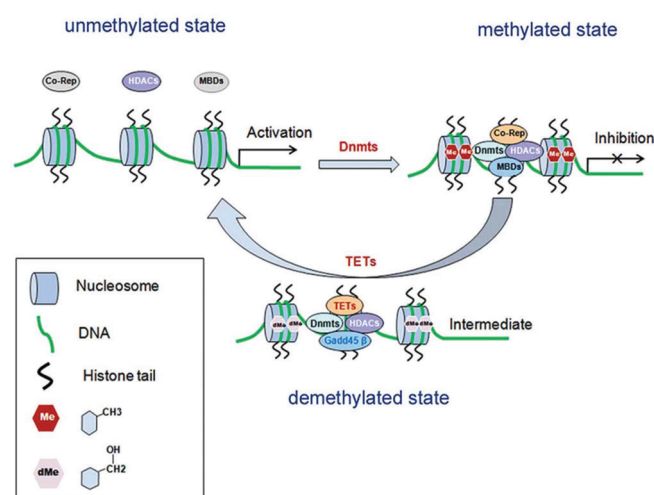 unmethylated state
methylated state
Co-Rep
HDACs
MBDs
Activation
Dnmts
Co-Rep
Me Me
Dnmts
HDACs
MBDs
Me Me
Inhibition
TETs
TETs
dMe dMe
Dnmts
HDACs
Gadd45 β
dMe dMe
Intermediate
demethylated state
Nucleosome
DNA
Histone tail
Me
CH3
dMe
OH
CH2